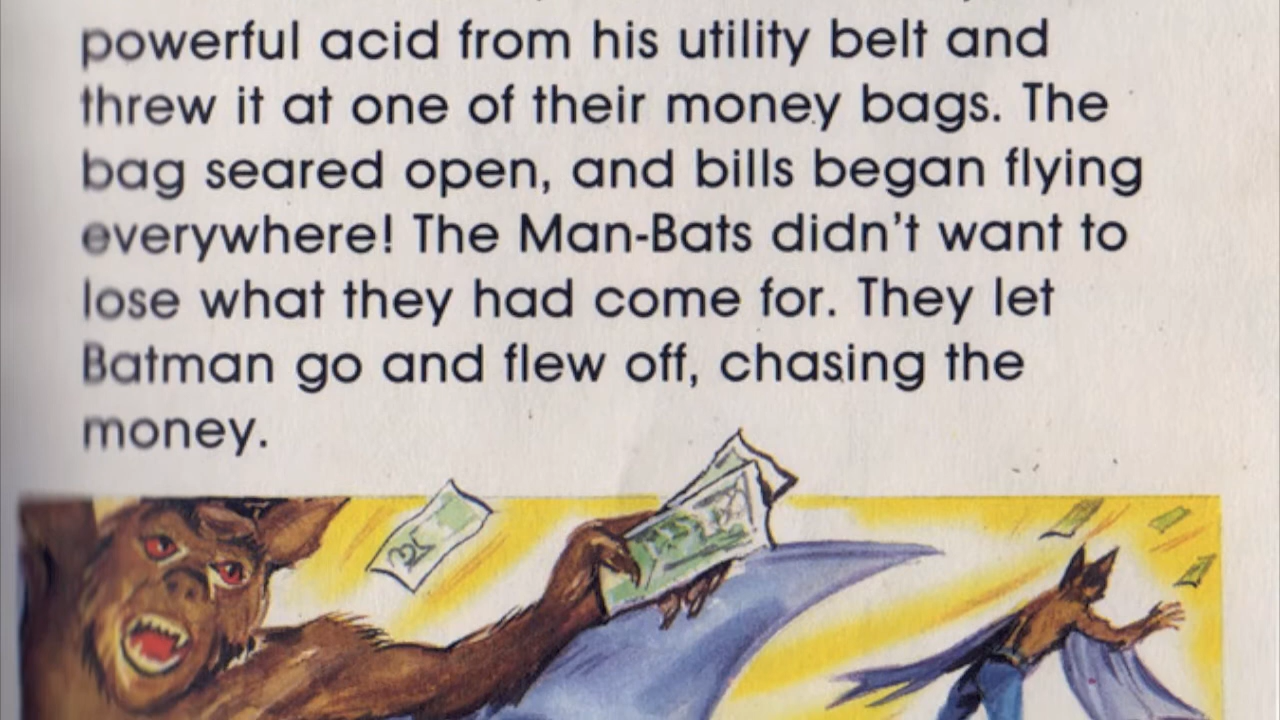 powerful acid from his utility belt and
threw it at one of their money bags. The
bag seared open, and bills began flying
everywhere! The Man-Bats didn't want to
lose what they had come for. They let
Batman go and flew off, chasing the
money.